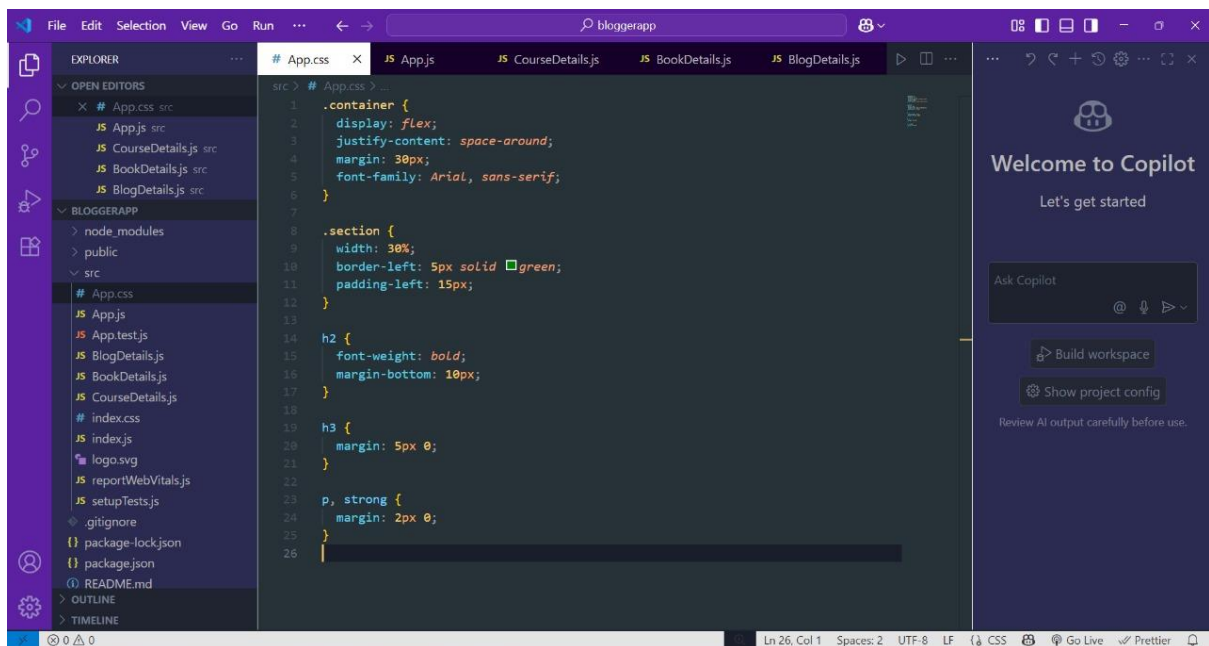 File Edit Selection View Go Run ··· bloggerapp
EXPLORER ···
OPEN EDITORS
# App.css src
JS App.js src
JS CourseDetails.js src
JS BookDetails.js src
JS BlogDetails.js src
BLOGGERAPP
node_modules
public
src
# App.css
JS App.js
JS App.test.js
JS BlogDetails.js
JS BookDetails.js
JS CourseDetails.js
# index.css
JS index.js
logo.svg
JS reportWebVitals.js
JS setupTests.js
.gitignore
{} package-lock.json
{} package.json
README.md
OUTLINE
TIMELINE
# App.css JS App.js JS CourseDetails.js JS BookDetails.js JS BlogDetails.js
src > # App.css > ...
1 .container {
2 display: flex;
3 justify-content: space-around;
4 margin: 30px;
5 font-family: Arial, sans-serif;
6 }
7
8 .section {
9 width: 30%;
10 border-left: 5px solid green;
11 padding-left: 15px;
12 }
13
14 h2 {
15 font-weight: bold;
16 margin-bottom: 10px;
17 }
18
19 h3 {
20 margin: 5px 0;
21 }
22
23 p, strong {
24 margin: 2px 0;
25 }
26
Welcome to Copilot
Let's get started
Ask Copilot
@
Build workspace
Show project config
Review AI output carefully before use.
0 0 Ln 26, Col 1 Spaces: 2 UTF-8 LF CSS Go Live Prettier